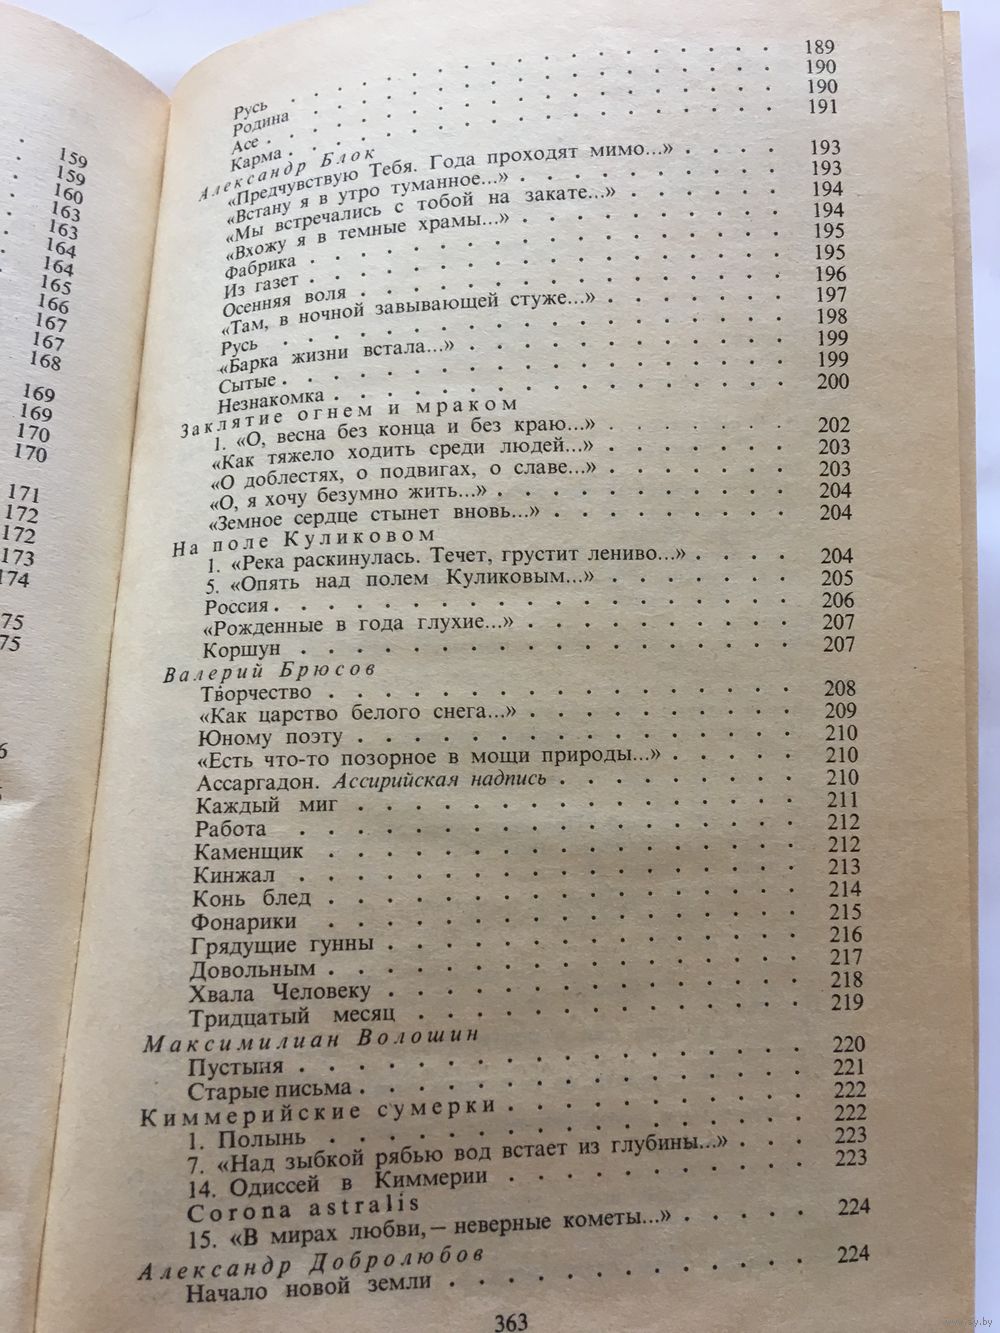 159
159
160
163
163
164
164
165
166
167
167
168
169
169
170
170
171
172
172
173
174
75
75
6
Русь . . . . . . . . . . . . . . . . 189
Родина . . . . . . . . . . . . . . . . 190
Асе . . . . . . . . . . . . . . . . 190
Карма . . . . . . . . . . . . . . . . 191
Александр Блок
«Предчувствую Тебя. Года проходят мимо...» . . . . 193
«Встану я в утро туманное...» . . . . . . . . . . 193
«Мы встречались с тобой на закате...» . . . . . . 194
«Вхожу я в темные храмы...» . . . . . . . . . . 194
Фабрика . . . . . . . . . . . . . . . . 195
Из газет . . . . . . . . . . . . . . . . 195
Осенняя воля . . . . . . . . . . . . . . . 196
«Там, в ночной завывающей стуже...» . . . . . . . 197
Русь . . . . . . . . . . . . . . . . 198
«Барка жизни встала...» . . . . . . . . . . . . 199
Сытые . . . . . . . . . . . . . . . . 199
Незнакомка . . . . . . . . . . . . . . . 200
Заклятие огнем и мраком
1. «О, весна без конца и без краю...» . . . . . . . 202
«Как тяжело ходить среди людей...» . . . . . . . 203
«О доблестях, о подвигах, о славе...» . . . . . . . 203
«О, я хочу безумно жить...» . . . . . . . . . . 204
«Земное сердце стынет вновь...» . . . . . . . . . 204
На поле Куликовом
1. «Река раскинулась. Течет, грустит лениво...» . . . . 204
5. «Опять над полем Куликовым...» . . . . . . . 205
Россия . . . . . . . . . . . . . . . . 206
«Рожденные в года глухие...» . . . . . . . . . . 207
Коршун . . . . . . . . . . . . . . . . 207
Валерий Брюсов
Творчество . . . . . . . . . . . . . . . 208
«Как царство белого снега...» . . . . . . . . . . 209
Юному поэту . . . . . . . . . . . . . . . 210
«Есть что-то позорное в мощи природы...» . . . . . 210
Ассаргадон. Ассирийская надпись . . . . . . . . . 210
Каждый миг . . . . . . . . . . . . . . . 211
Работа . . . . . . . . . . . . . . . . 212
Каменщик . . . . . . . . . . . . . . . 212
Кинжал . . . . . . . . . . . . . . . . 213
Конь блед . . . . . . . . . . . . . . . 214
Фонарики . . . . . . . . . . . . . . . 215
Грядущие гунны . . . . . . . . . . . . . . 216
Довольным . . . . . . . . . . . . . . . 217
Хвала Человеку . . . . . . . . . . . . . . 218
Тридцатый месяц . . . . . . . . . . . . . 219
Максимилиан Волошин
Пустыня . . . . . . . . . . . . . . . . 220
Старые письма . . . . . . . . . . . . . . 221
Киммерийские сумерки . . . . . . . . . . . 222
1. Полынь . . . . . . . . . . . . . . . 222
7. «Над зыбкой рябью вод встает из глубины...» . . . 223
14. Одиссей в Киммерии . . . . . . . . . . . 223
Corona astralis
15. «В мирах любви,— неверные кометы...» . . . . . 224
Александр Добролюбов
Начало новой земли . . . . . . . . . . . . 224
363